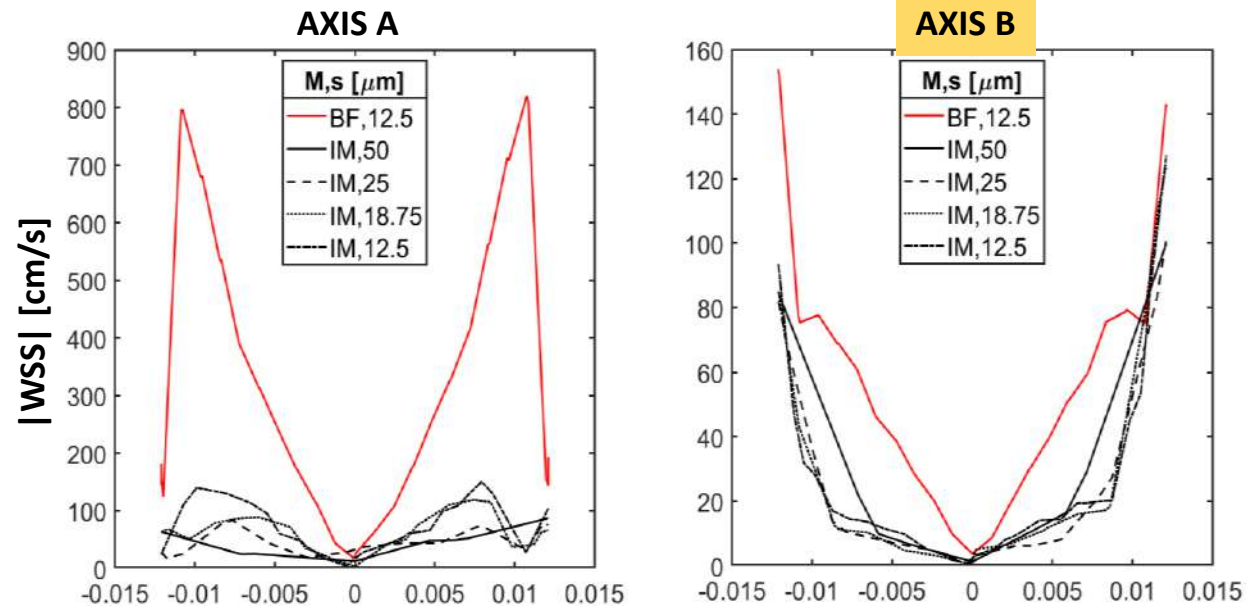 AXIS A
AXIS B
|WSS| [cm/s]
900
800
700
600
500
400
300
200
100
0
-0.015
-0.01
-0.005
0
0.005
0.01
0.015
M,s [μm]
BF,12.5
IM,50
IM,25
IM,18.75
IM,12.5
160
140
120
100
80
60
40
20
0
-0.015
-0.01
-0.005
0
0.005
0.01
0.015
M,s [μm]
BF,12.5
IM,50
IM,25
IM,18.75
IM,12.5